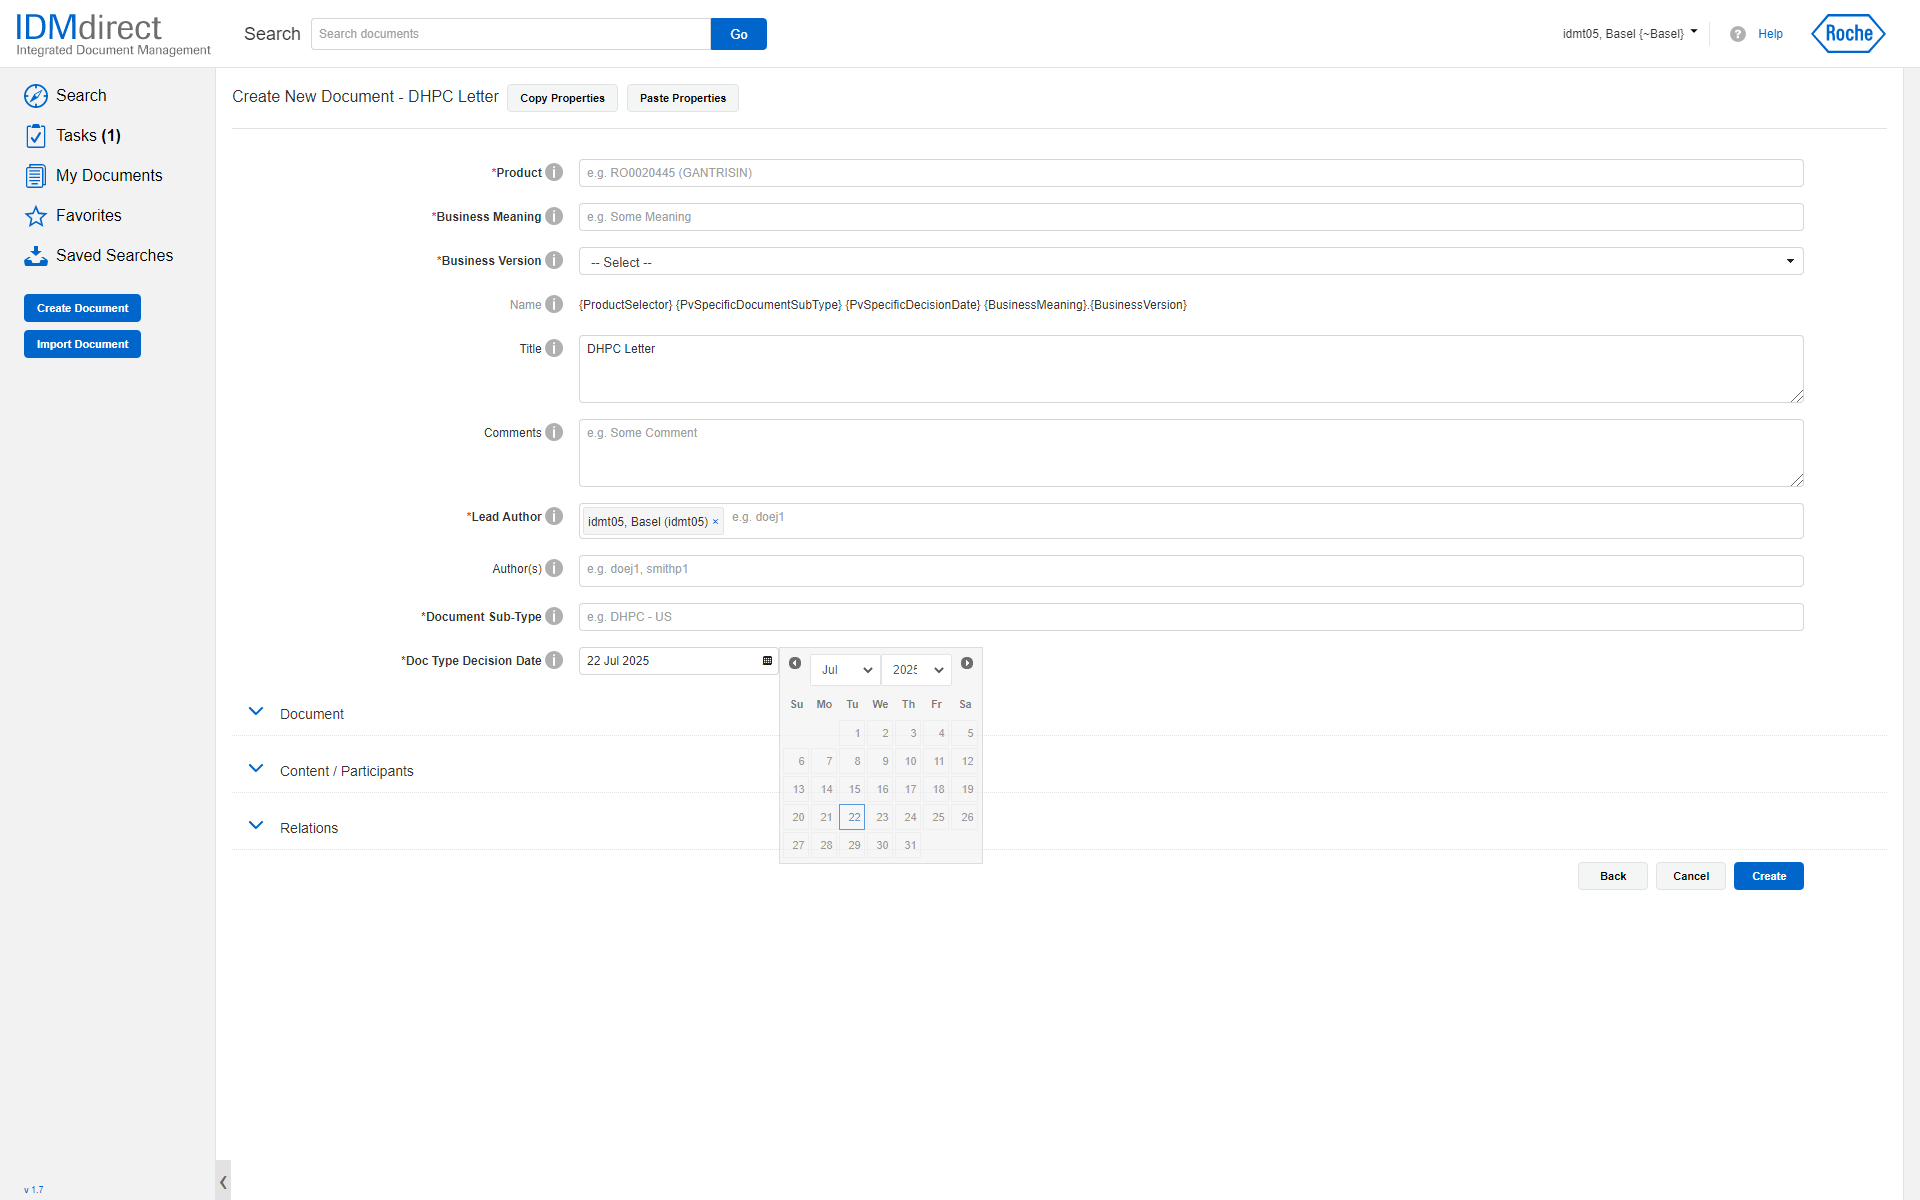 IDMdirect
Integrated Document Management
Search
Search documents
Go
idmt05, Basel {~Basel}
? Help
Roche
Search
Tasks (1)
My Documents
Favorites
Saved Searches
Create Document
Import Document
Create New Document - DHPC Letter
Copy Properties
Paste Properties
*Product i
e.g. RO0020445 (GANTRISIN)
*Business Meaning i
e.g. Some Meaning
*Business Version i
-- Select --
Name i
{ProductSelector} {PvSpecificDocumentSubType} {PvSpecificDecisionDate} {BusinessMeaning}.{BusinessVersion}
Title i
DHPC Letter
Comments i
e.g. Some Comment
*Lead Author i
idmt05, Basel (idmt05) ×
e.g. doej1
Author(s) i
e.g. doej1, smithp1
*Document Sub-Type i
e.g. DHPC - US
*Doc Type Decision Date i
22 Jul 2025
Jul 2025
Su Mo Tu We Th Fr Sa
1 2 3 4 5
6 7 8 9 10 11 12
13 14 15 16 17 18 19
20 21 22 23 24 25 26
27 28 29 30 31
Document
Content / Participants
Relations
Back
Cancel
Create
v 1.7